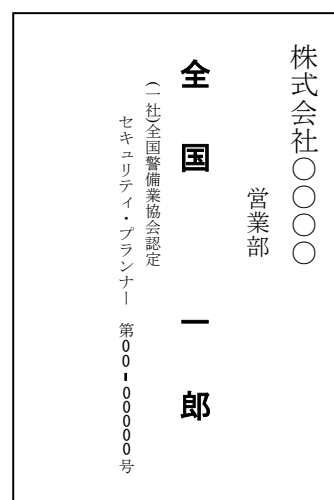 株式会社〇〇〇〇
営業部
全国 一郎
(一社)全国警備業協会認定
セキュリティ・プランナー 第00-00000号